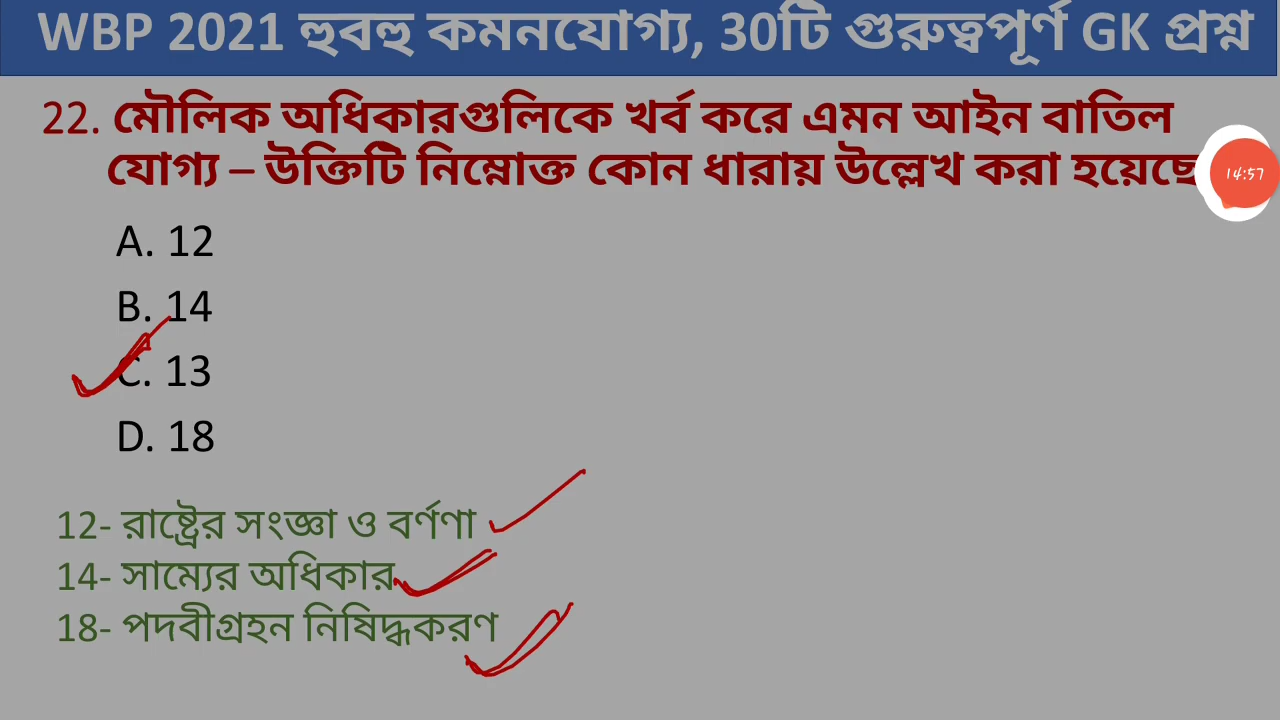 WBP 2021 হুবহু কমনযোগ্য, 30টি গুরুত্বপূর্ণ GK প্রশ্ন
22. মৌলিক অধিকারগুলিকে খর্ব করে এমন আইন বাতিল
যোগ্য – উক্তিটি নিম্নোক্ত কোন ধারায় উল্লেখ করা হয়েছে
14:57
A. 12
B. 14
C. 13
D. 18
12- রাষ্ট্রের সংজ্ঞা ও বর্ণণা
14- সাম্যের অধিকার
18- পদবীগ্রহন নিষিদ্ধকরণ